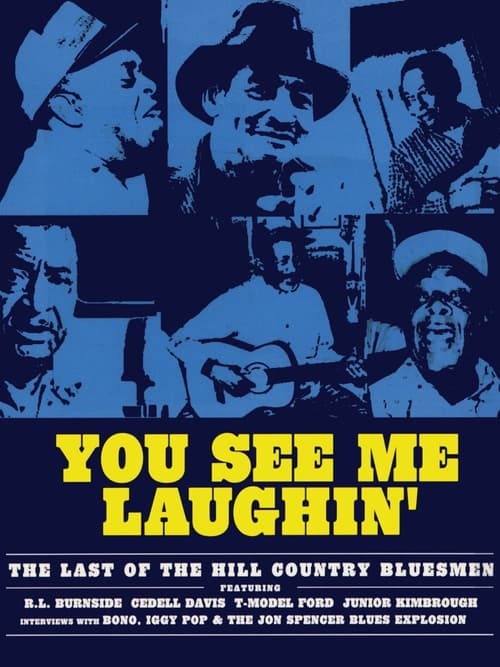 YOU SEE ME
LAUGHIN'
THE LAST OF THE HILL COUNTRY BLUESMEN
FEATURING
R.L. BURNSIDE CEDELL DAVIS T-MODEL FORD JUNIOR KIMBROUGH
INTERVIEWS WITH BONO, IGGY POP & THE JON SPENCER BLUES EXPLOSION